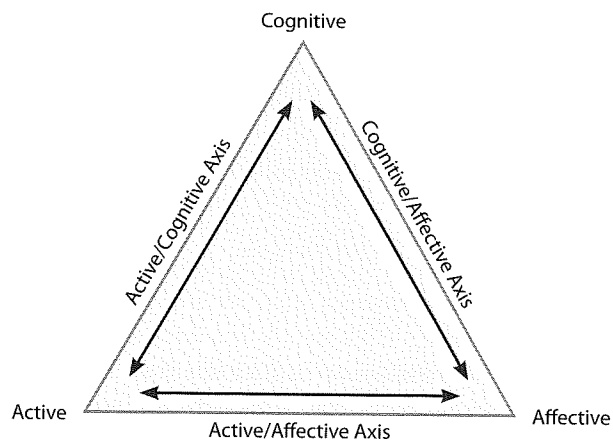 Cognitive
Active/Cognitive Axis
Cognitive/Affective Axis
Active
Affective
Active/Affective Axis